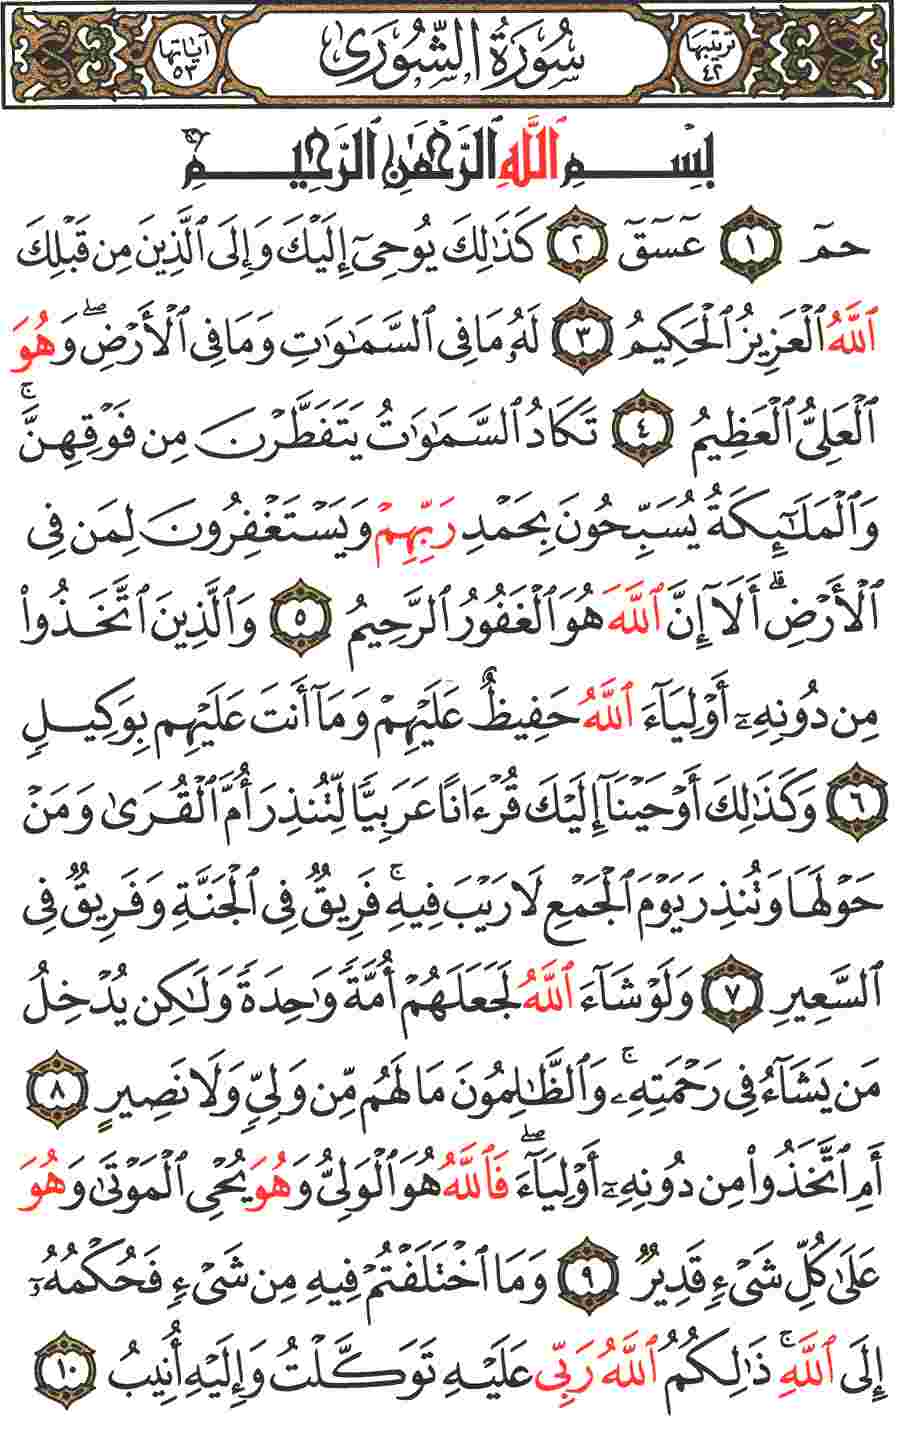 ترتيبها ٤٢ سُورَةُ الشُّورَىٰ آياتها ٥٣
بِسْمِ ٱللَّهِ ٱلرَّحْمَٰنِ ٱلرَّحِيمِ
حمٓ ١ عٓسٓقٓ ٢ كَذَٰلِكَ يُوحِىٓ إِلَيْكَ وَإِلَى ٱلَّذِينَ مِن قَبْلِكَ
ٱللَّهُ ٱلْعَزِيزُ ٱلْحَكِيمُ ٣ لَهُۥ مَا فِى ٱلسَّمَٰوَٰتِ وَمَا فِى ٱلْأَرْضِ ۖ وَهُوَ
ٱلْعَلِىُّ ٱلْعَظِيمُ ٤ تَكَادُ ٱلسَّمَٰوَٰتُ يَتَفَطَّرْنَ مِن فَوْقِهِنَّ ۚ
وَٱلْمَلَٰٓئِكَةُ يُسَبِّحُونَ بِحَمْدِ رَبِّهِمْ وَيَسْتَغْفِرُونَ لِمَن فِى
ٱلْأَرْضِ ۗ أَلَآ إِنَّ ٱللَّهَ هُوَ ٱلْغَفُورُ ٱلرَّحِيمُ ٥ وَٱلَّذِينَ ٱتَّخَذُوا۟
مِن دُونِهِۦٓ أَوْلِيَآءَ ٱللَّهُ حَفِيظٌ عَلَيْهِمْ وَمَآ أَنتَ عَلَيْهِم بِوَكِيلٍ
٦ وَكَذَٰلِكَ أَوْحَيْنَآ إِلَيْكَ قُرْءَانًا عَرَبِيًّا لِّتُنذِرَ أُمَّ ٱلْقُرَىٰ وَمَنْ
حَوْلَهَا وَتُنذِرَ يَوْمَ ٱلْجَمْعِ لَا رَيْبَ فِيهِ ۚ فَرِيقٌ فِى ٱلْجَنَّةِ وَفَرِيقٌ فِى
ٱلسَّعِيرِ ٧ وَلَوْ شَآءَ ٱللَّهُ لَجَعَلَهُمْ أُمَّةً وَٰحِدَةً وَلَٰكِن يُدْخِلُ
مَن يَشَآءُ فِى رَحْمَتِهِۦ ۚ وَٱلظَّٰلِمُونَ مَا لَهُم مِّن وَلِىٍّ وَلَا نَصِيرٍ ٨
أَمِ ٱتَّخَذُوا۟ مِن دُونِهِۦٓ أَوْلِيَآءَ ۖ فَٱللَّهُ هُوَ ٱلْوَلِىُّ وَهُوَ يُحْىِ ٱلْمَوْتَىٰ وَهُوَ
عَلَىٰ كُلِّ شَىْءٍ قَدِيرٌ ٩ وَمَا ٱخْتَلَفْتُمْ فِيهِ مِن شَىْءٍ فَحُكْمُهُۥٓ
إِلَى ٱللَّهِ ۚ ذَٰلِكُمُ ٱللَّهُ رَبِّى عَلَيْهِ تَوَكَّلْتُ وَإِلَيْهِ أُنِيبُ ١٠